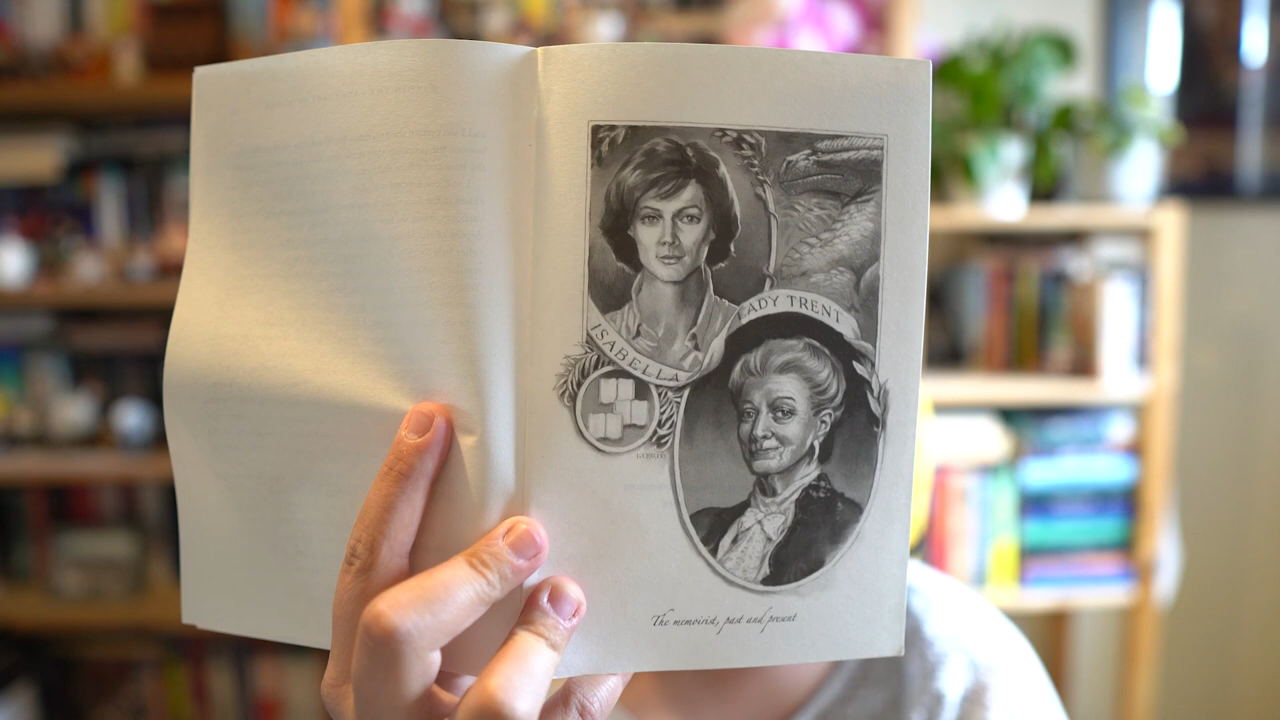 ISABELLA
LADY TRENT
The memoirist, past and present